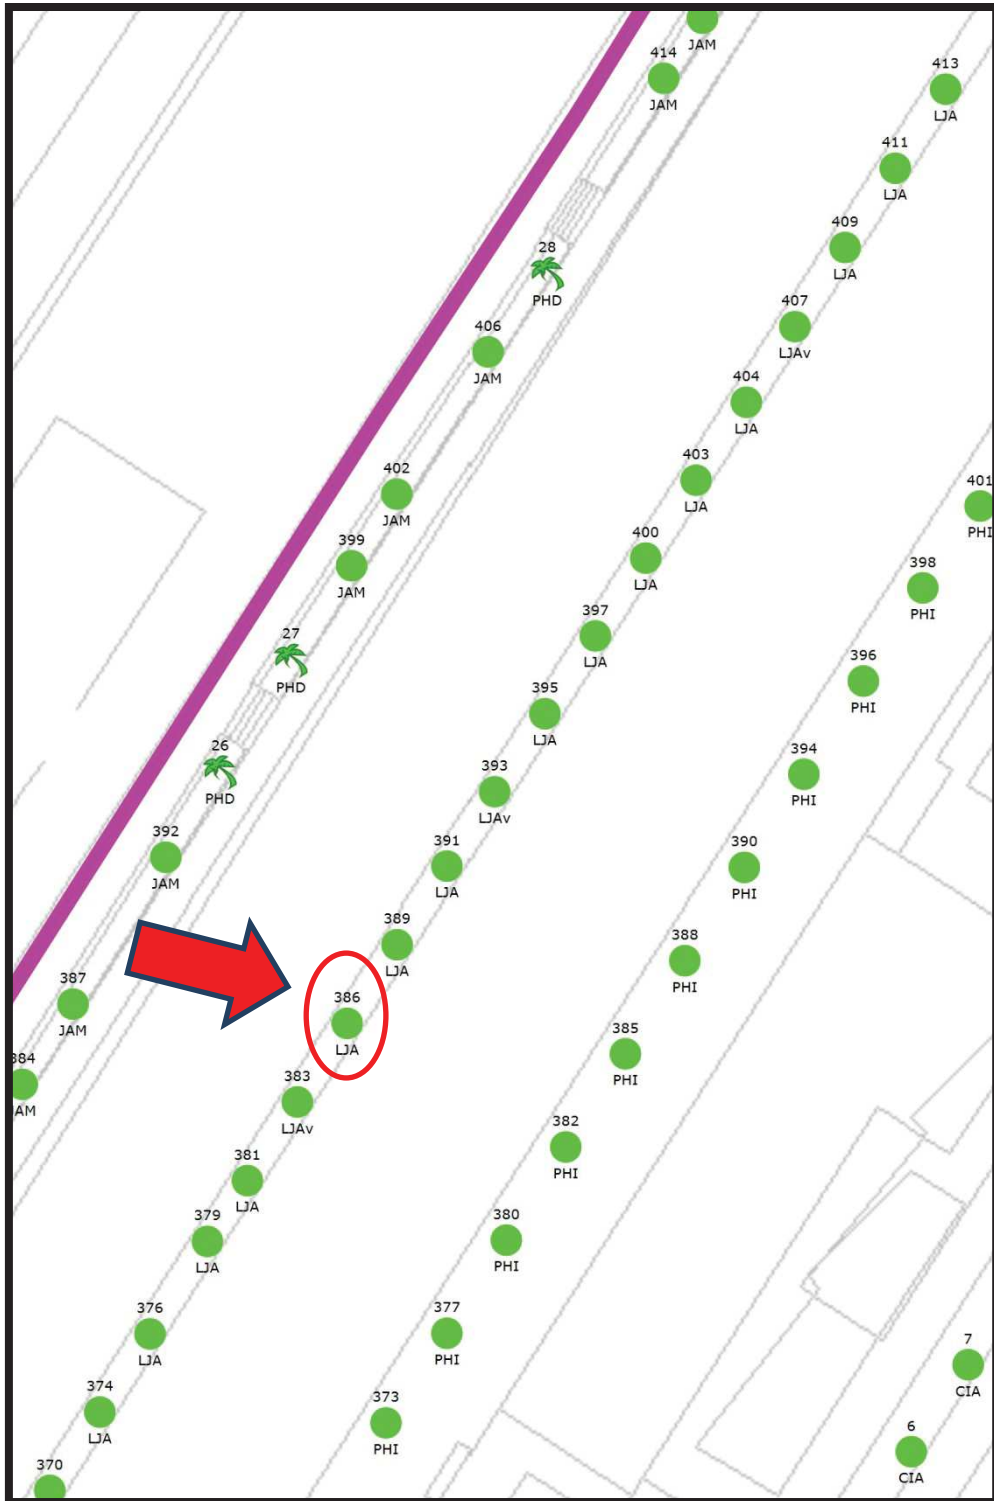 JAM
414
JAM
413
LJA
411
LJA
409
LJA
28
PHD
407
LJAv
406
JAM
404
LJA
402
JAM
403
LJA
401
PHI
399
JAM
400
LJA
398
PHI
397
LJA
27
PHD
396
PHI
395
LJA
26
PHD
394
PHI
393
LJAv
392
JAM
391
LJA
390
PHI
389
LJA
388
PHI
387
JAM
386
LJA
385
PHI
384
JAM
383
LJAv
382
PHI
381
LJA
379
LJA
380
PHI
376
LJA
377
PHI
7
CIA
374
LJA
373
PHI
6
CIA
370